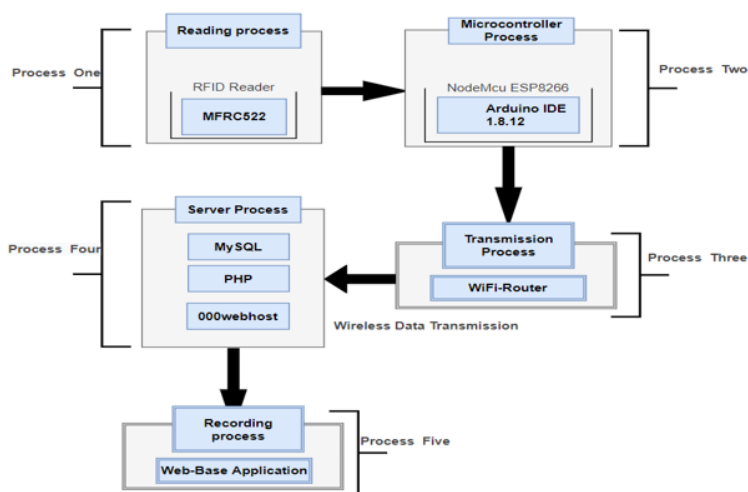 Reading process
Process One
RFID Reader
MFRC522
Microcontroller
Process
Process Two
NodeMcu ESP8266
Arduino IDE
1.8.12
Transmission
Process
Process Three
WiFi-Router
Wireless Data Transmission
Server Process
Process Four
MySQL
PHP
000webhost
Recording
process
Process Five
Web-Base Application